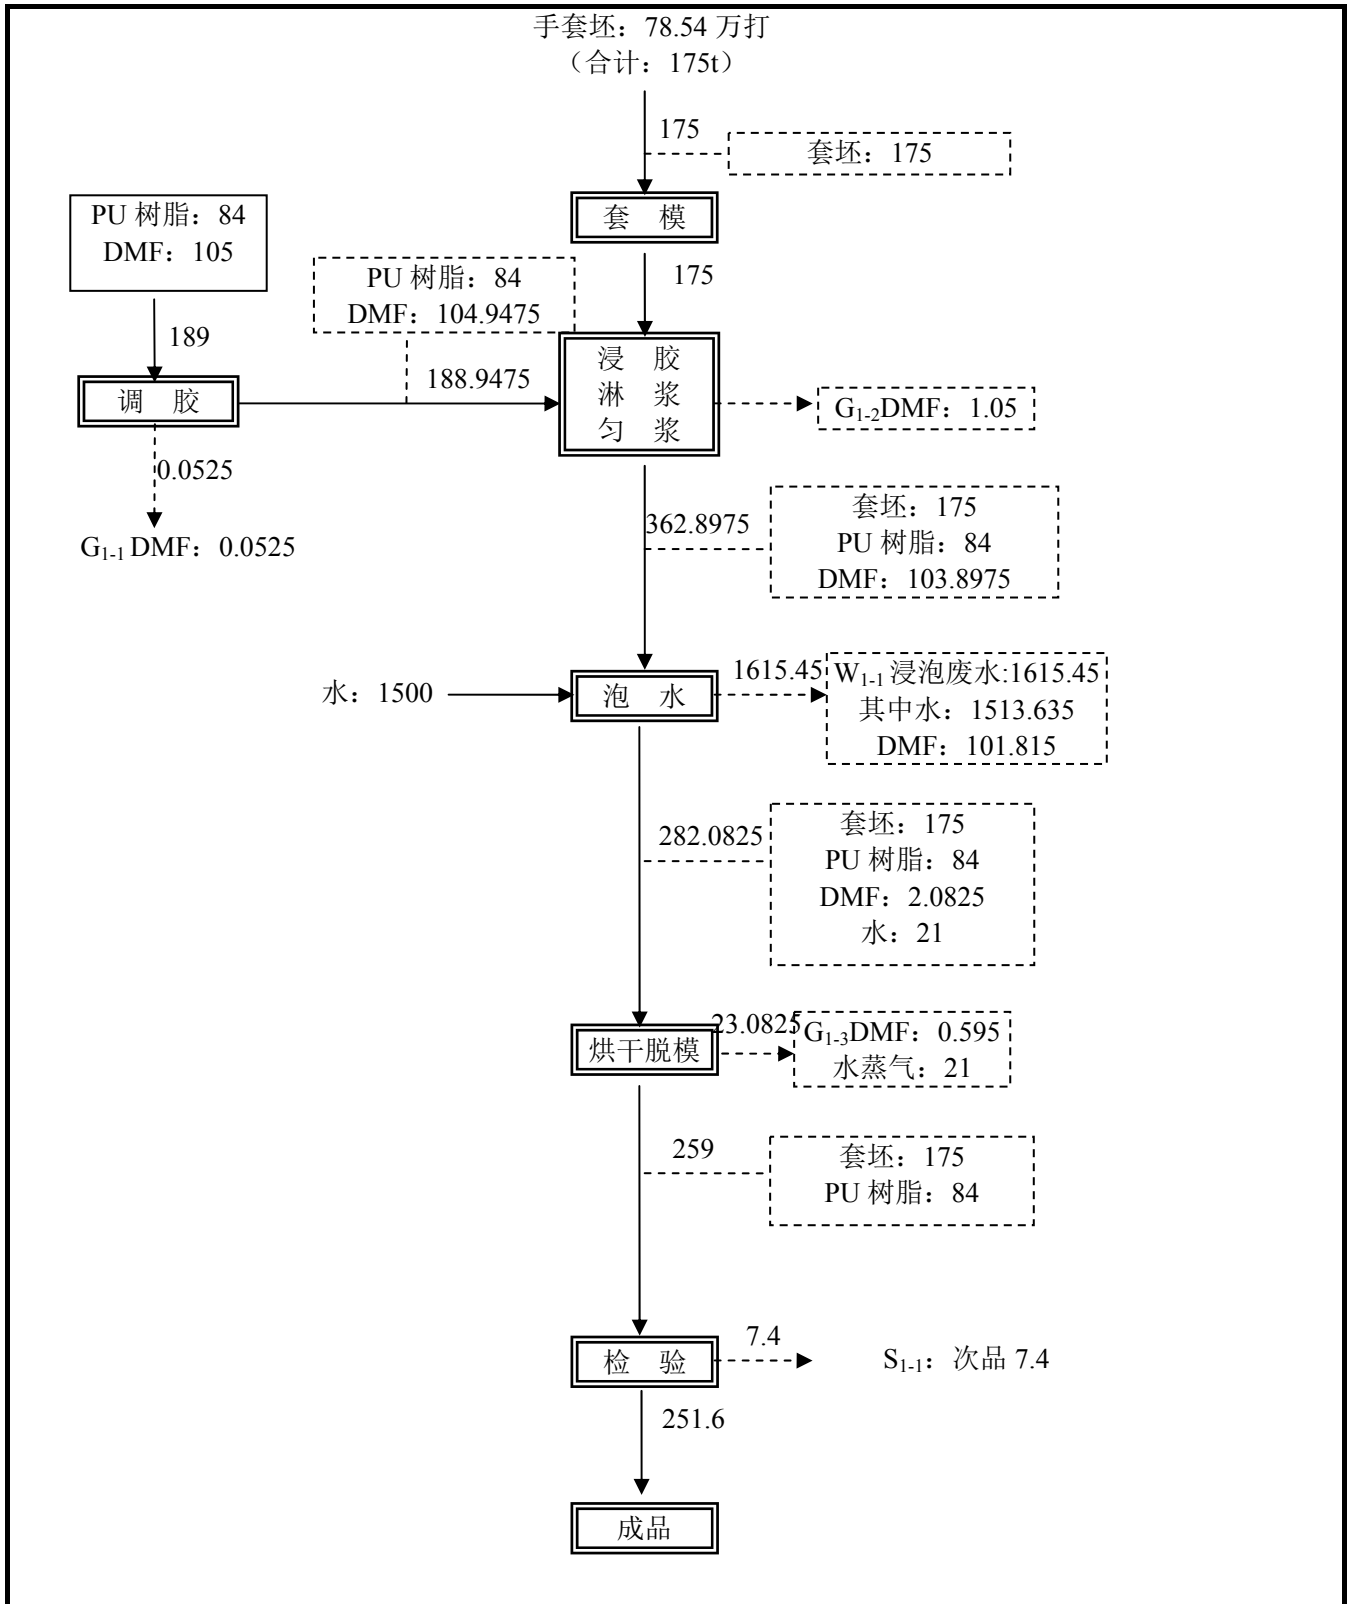 手套坯：78.54 万打
（合计：175t）
175
套坯：175
套 模
PU 树脂：84
DMF：105
175
PU 树脂：84
DMF：104.9475
189
调 胶
188.9475
浸 胶
淋 浆
匀 浆
G1-2DMF：1.05
0.0525
G1-1 DMF：0.0525
362.8975
套坯：175
PU 树脂：84
DMF：103.8975
水：1500
泡 水
1615.45
W1-1 浸泡废水:1615.45
其中水：1513.635
DMF：101.815
282.0825
套坯：175
PU 树脂：84
DMF：2.0825
水：21
烘干脱模
23.0825
G1-3DMF：0.595
水蒸气：21
259
套坯：175
PU 树脂：84
检 验
7.4
S1-1：次品 7.4
251.6
成品